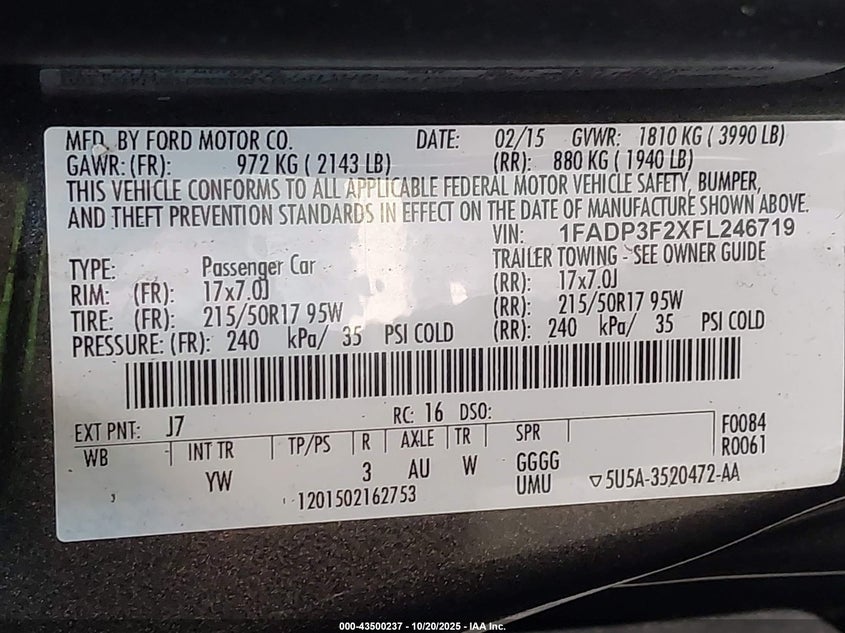 MFD. BY FORD MOTOR CO. DATE: 02/15 GVWR: 1810 KG ( 3990 LB)
GAWR: (FR): 972 KG ( 2143 LB) (RR): 880 KG ( 1940 LB)
THIS VEHICLE CONFORMS TO ALL APPLICABLE FEDERAL MOTOR VEHICLE SAFETY, BUMPER,
AND THEFT PREVENTION STANDARDS IN EFFECT ON THE DATE OF MANUFACTURE SHOWN ABOVE.
VIN: 1FADP3F2XFL246719
TYPE: Passenger Car TRAILER TOWING - SEE OWNER GUIDE
RIM: (FR): 17x7.0J (RR): 17x7.0J
TIRE: (FR): 215/50R17 95W (RR): 215/50R17 95W
PRESSURE: (FR): 240 kPa/ 35 PSI COLD (RR): 240 kPa/ 35 PSI COLD
EXT PNT: J7 RC: 16 DSO:
WB INT TR TP/PS R AXLE TR SPR F0084
R0061
YW 3 AU W GGGG
UMU ▽5U5A-3520472-AA
1201502162753
000-43500237 - 10/20/2025 - IAA Inc.